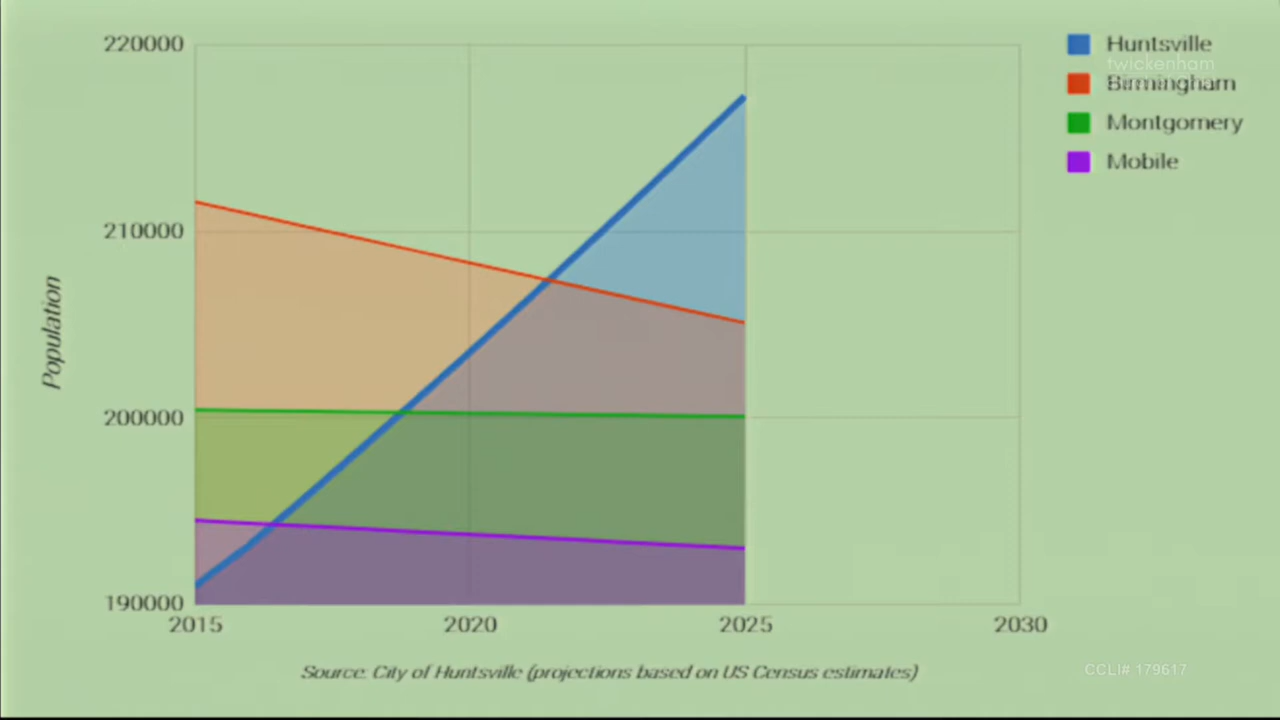 220000
210000
200000
190000
Population
2015 2020 2025 2030
Huntsville
twickenham
Birmingham
Montgomery
Mobile
Source: City of Huntsville (projections based on US Census estimates)
CCLI# 179617